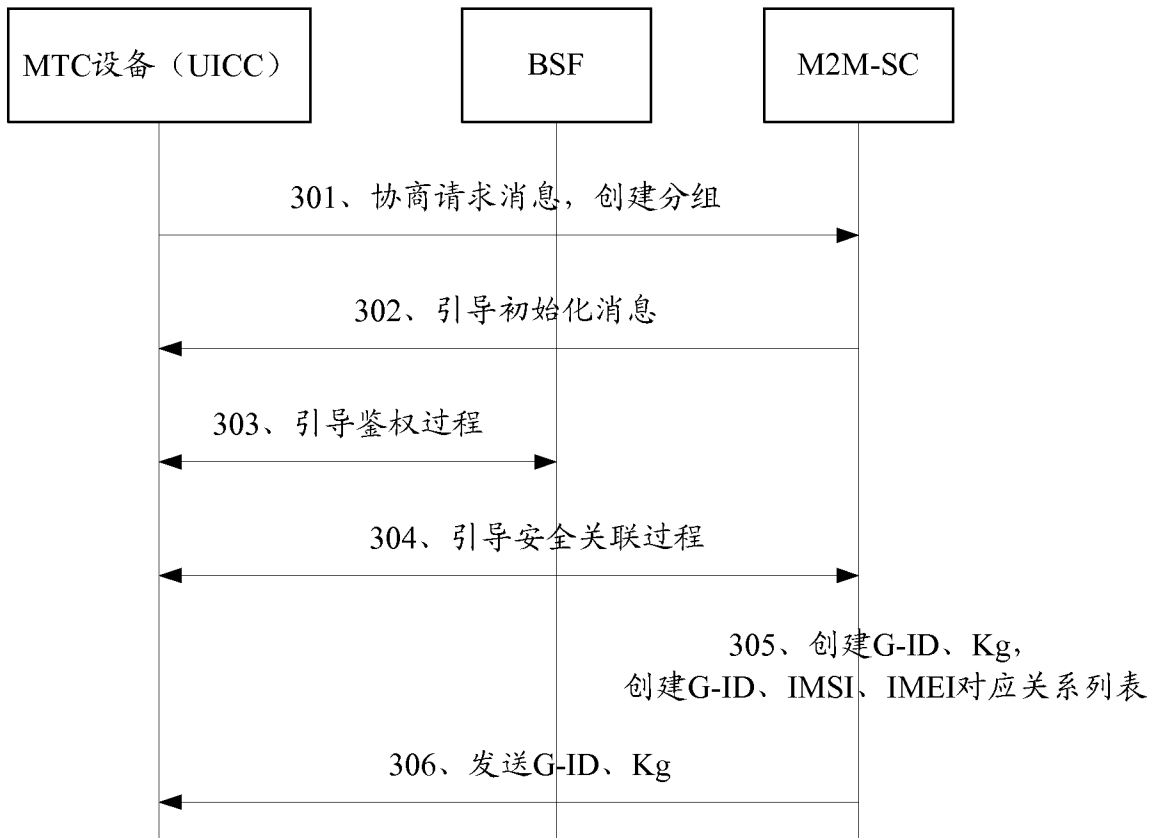 MTC设备（UICC）
BSF
M2M-SC
301、协商请求消息，创建分组
302、引导初始化消息
303、引导鉴权过程
304、引导安全关联过程
305、创建G-ID、Kg，
创建G-ID、IMSI、IMEI对应关系列表
306、发送G-ID、Kg